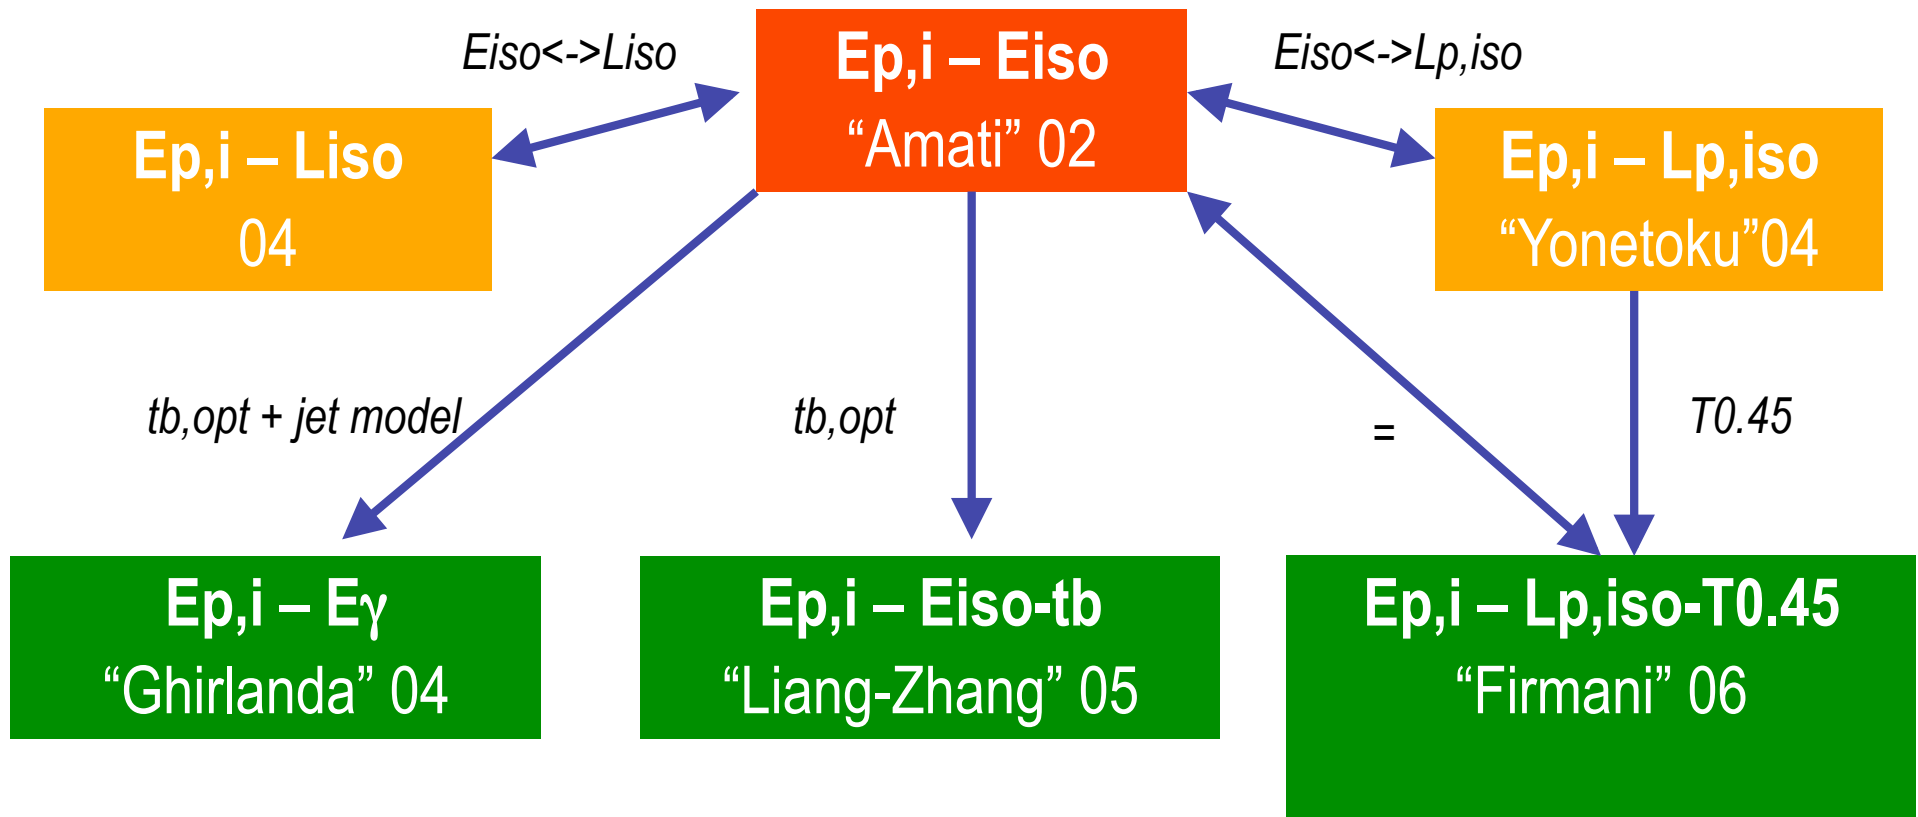 Eiso<->Liso
Ep,i – Eiso
“Amati” 02
Eiso<->Lp,iso
Ep,i – Liso
04
Ep,i – Lp,iso
“Yonetoku”04
tb,opt + jet model
tb,opt
=
T0.45
Ep,i – Eγ
“Ghirlanda” 04
Ep,i – Eiso-tb
“Liang-Zhang” 05
Ep,i – Lp,iso-T0.45
“Firmani” 06